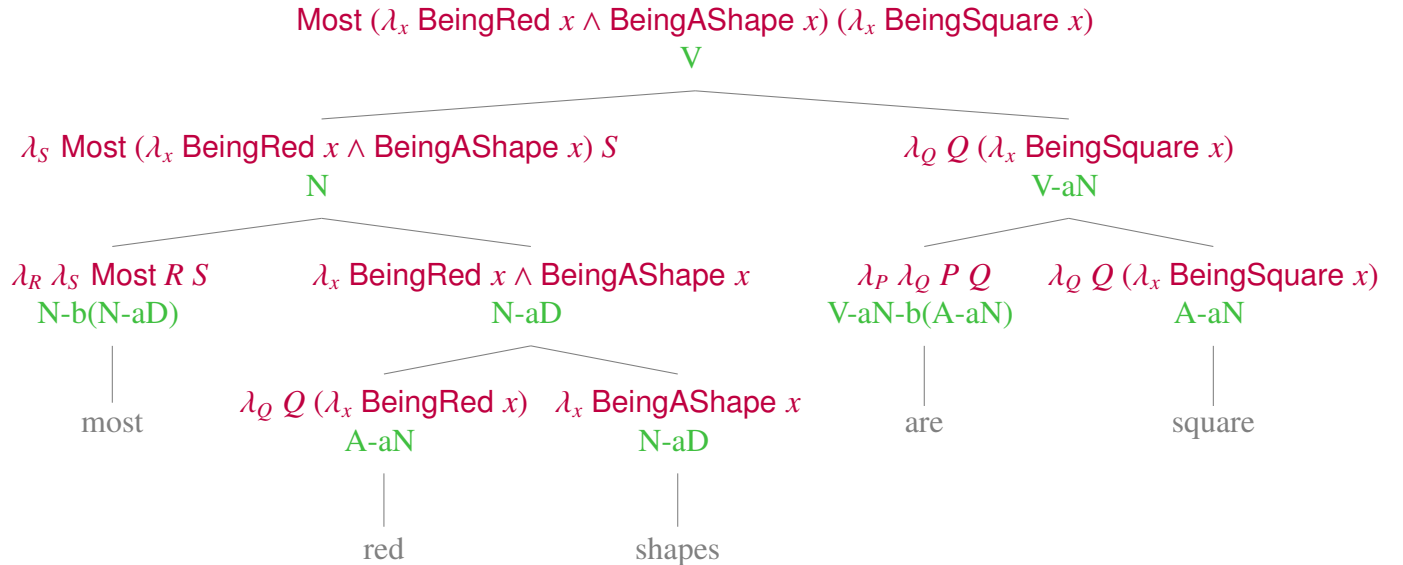 Most (λx BeingRed x ∧ BeingAShape x) (λx BeingSquare x)
V
λS Most (λx BeingRed x ∧ BeingAShape x) S
λQ Q (λx BeingSquare x)
N
V-aN
λR λS Most R S
λx BeingRed x ∧ BeingAShape x
λP λQ P Q
λQ Q (λx BeingSquare x)
N-b(N-aD)
N-aD
V-aN-b(A-aN)
A-aN
λQ Q (λx BeingRed x)
λx BeingAShape x
most
are
square
A-aN
N-aD
red
shapes